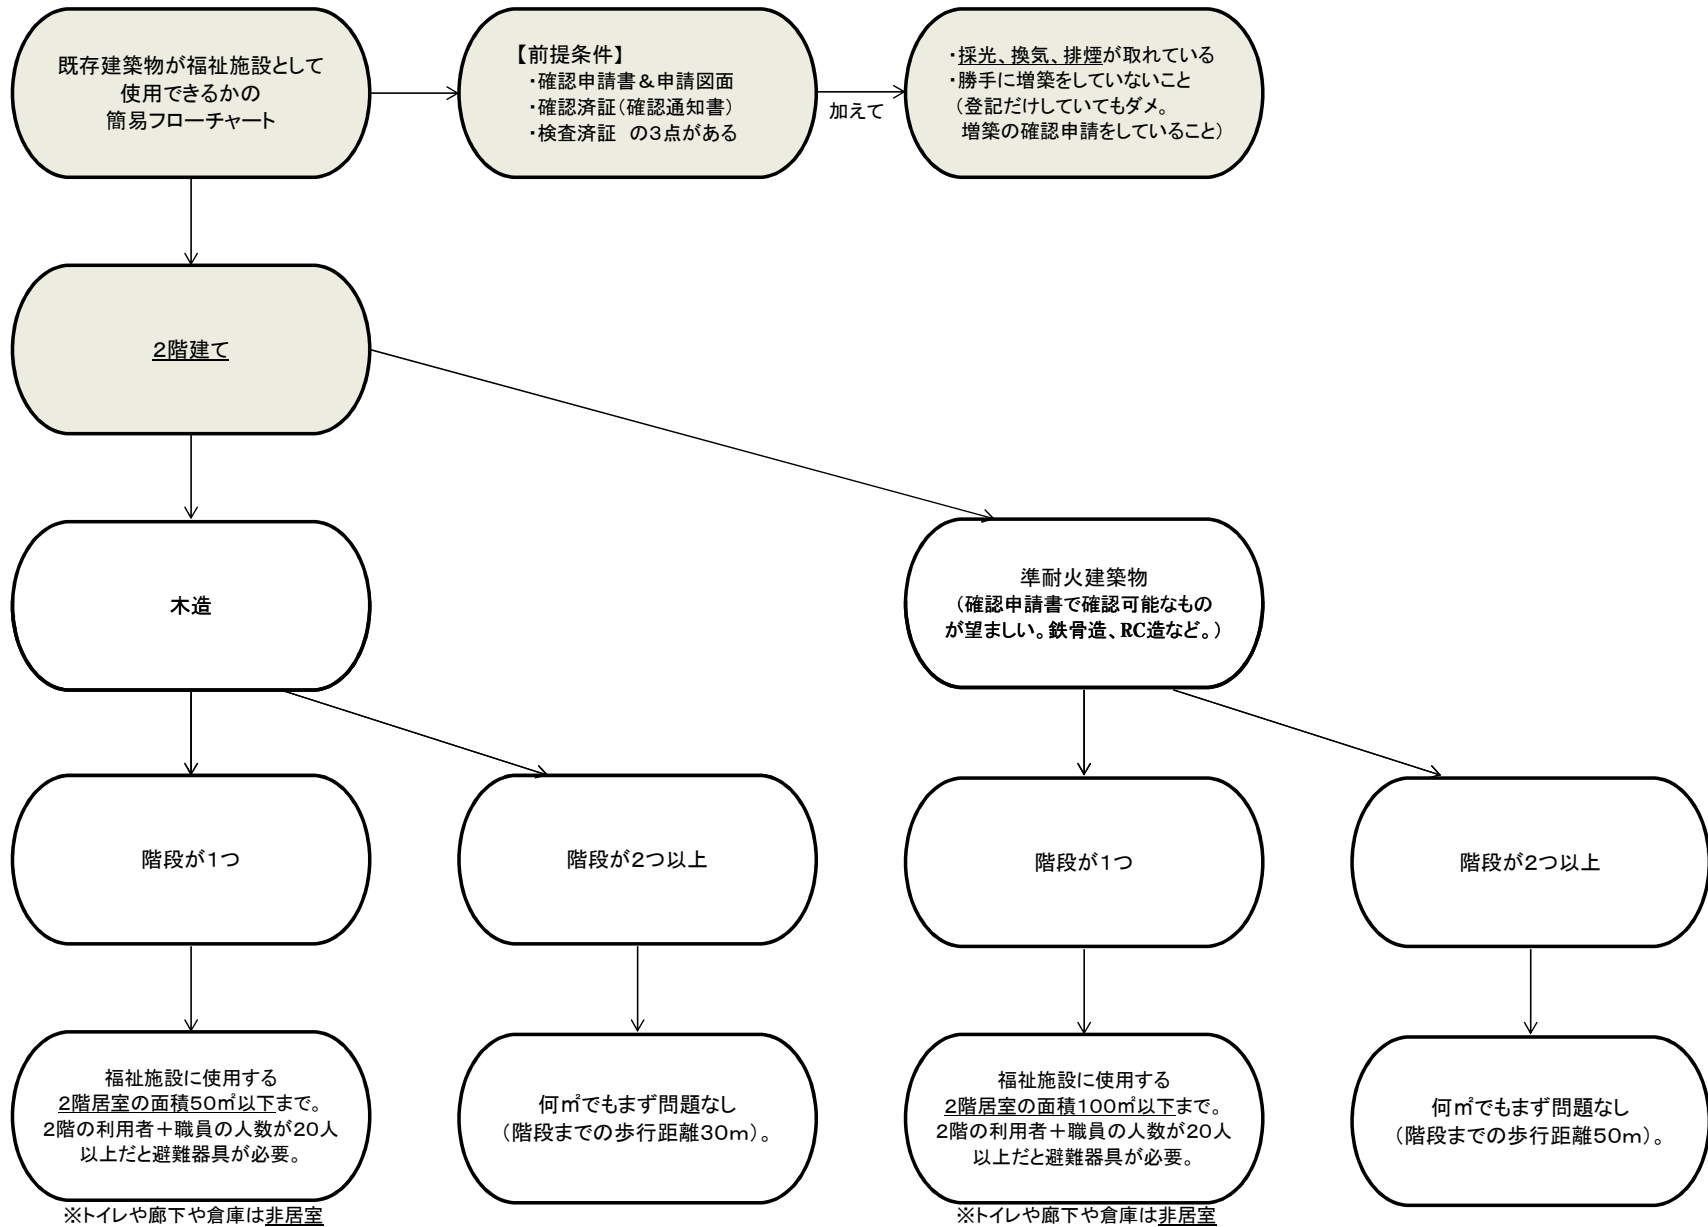 既存建築物が福祉施設として
使用できるかの
簡易フローチャート
【前提条件】
・確認申請書＆申請図面
・確認済証(確認通知書)
・検査済証　の３点がある
加えて
・採光、換気、排煙が取れている
・勝手に増築をしていないこと
（登記だけしていてもダメ。
増築の確認申請をしていること）
２階建て
木造
準耐火建築物
（確認申請書で確認可能なもの
が望ましい。鉄骨造、RC造など。）
階段が１つ
階段が２つ以上
階段が１つ
階段が２つ以上
福祉施設に使用する
２階居室の面積５０㎡以下まで。
２階の利用者＋職員の人数が２０人
以上だと避難器具が必要。
何㎡でもまず問題なし
（階段までの歩行距離３０ｍ）。
福祉施設に使用する
２階居室の面積１００㎡以下まで。
２階の利用者＋職員の人数が２０人
以上だと避難器具が必要。
何㎡でもまず問題なし
（階段までの歩行距離５０ｍ）。
※トイレや廊下や倉庫は非居室
※トイレや廊下や倉庫は非居室